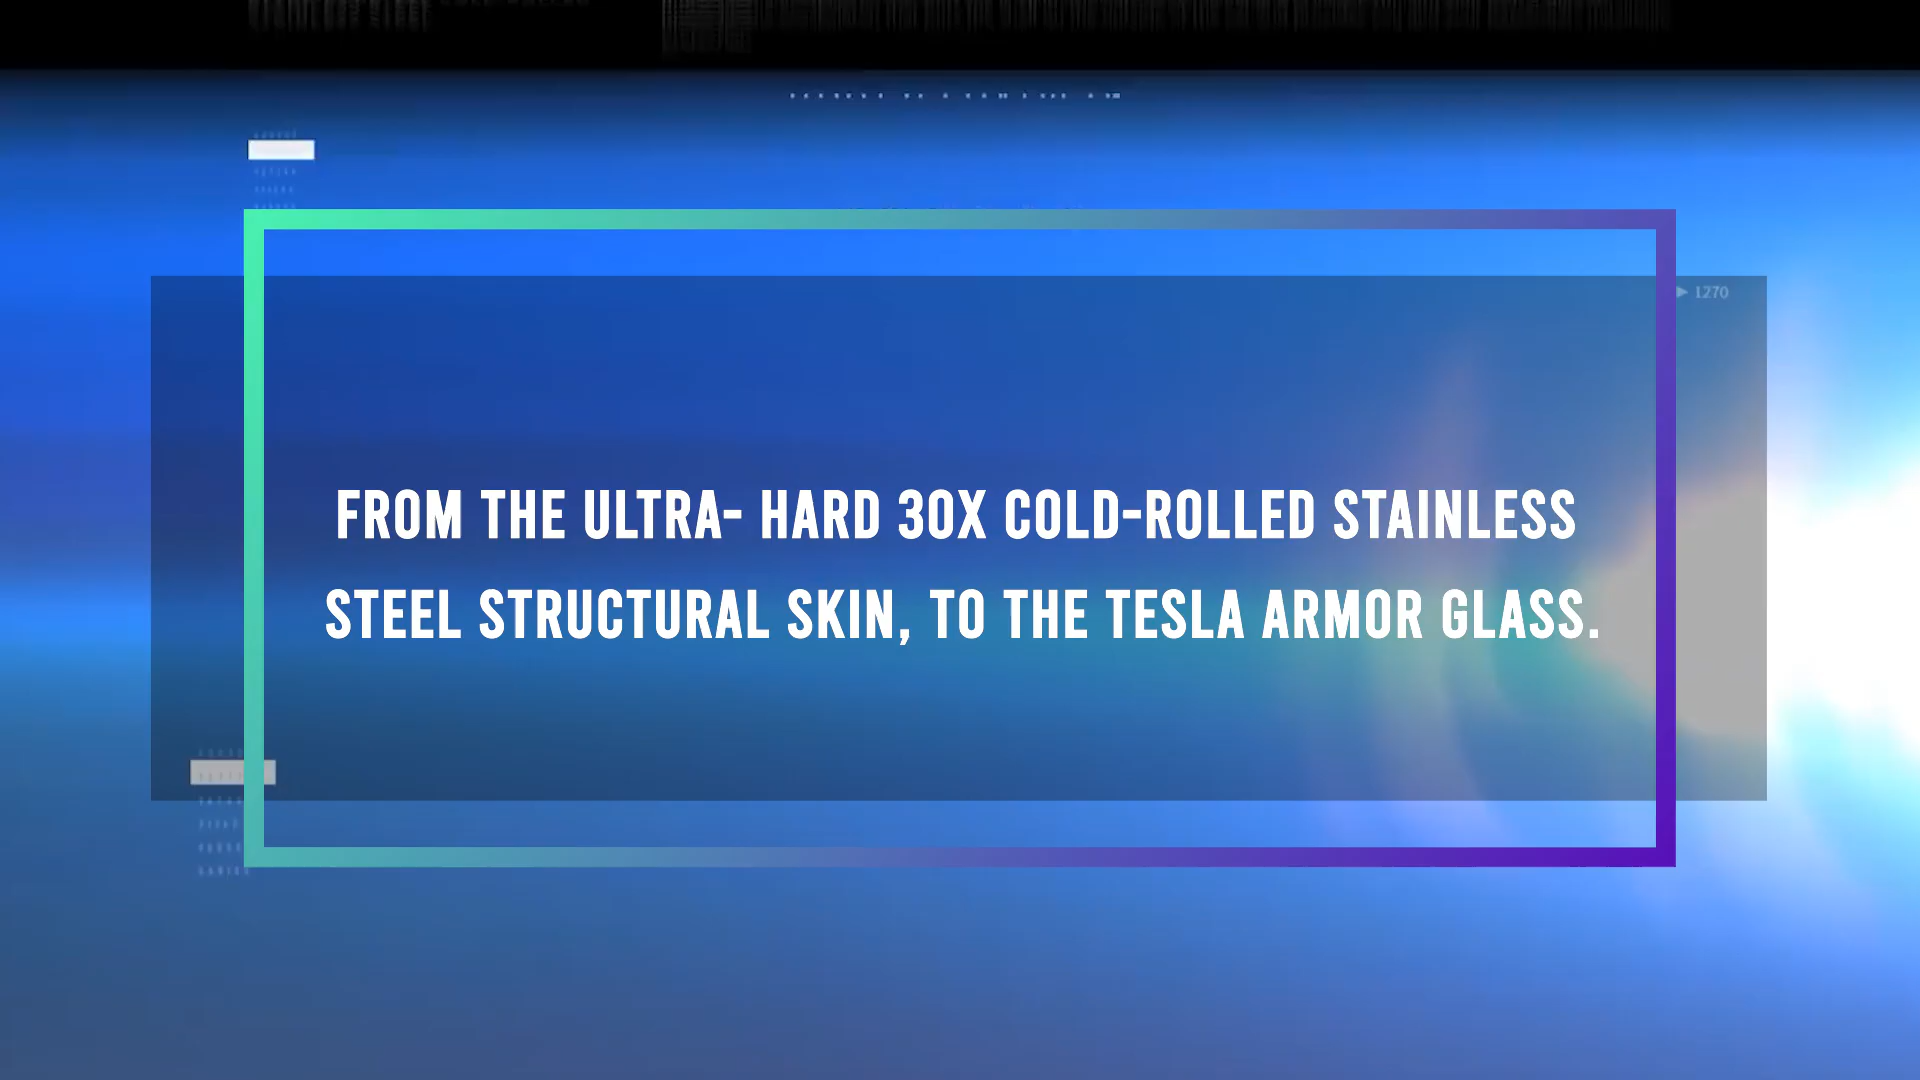 ▶ 1270
FROM THE ULTRA- HARD 30X COLD-ROLLED STAINLESS
STEEL STRUCTURAL SKIN, TO THE TESLA ARMOR GLASS.